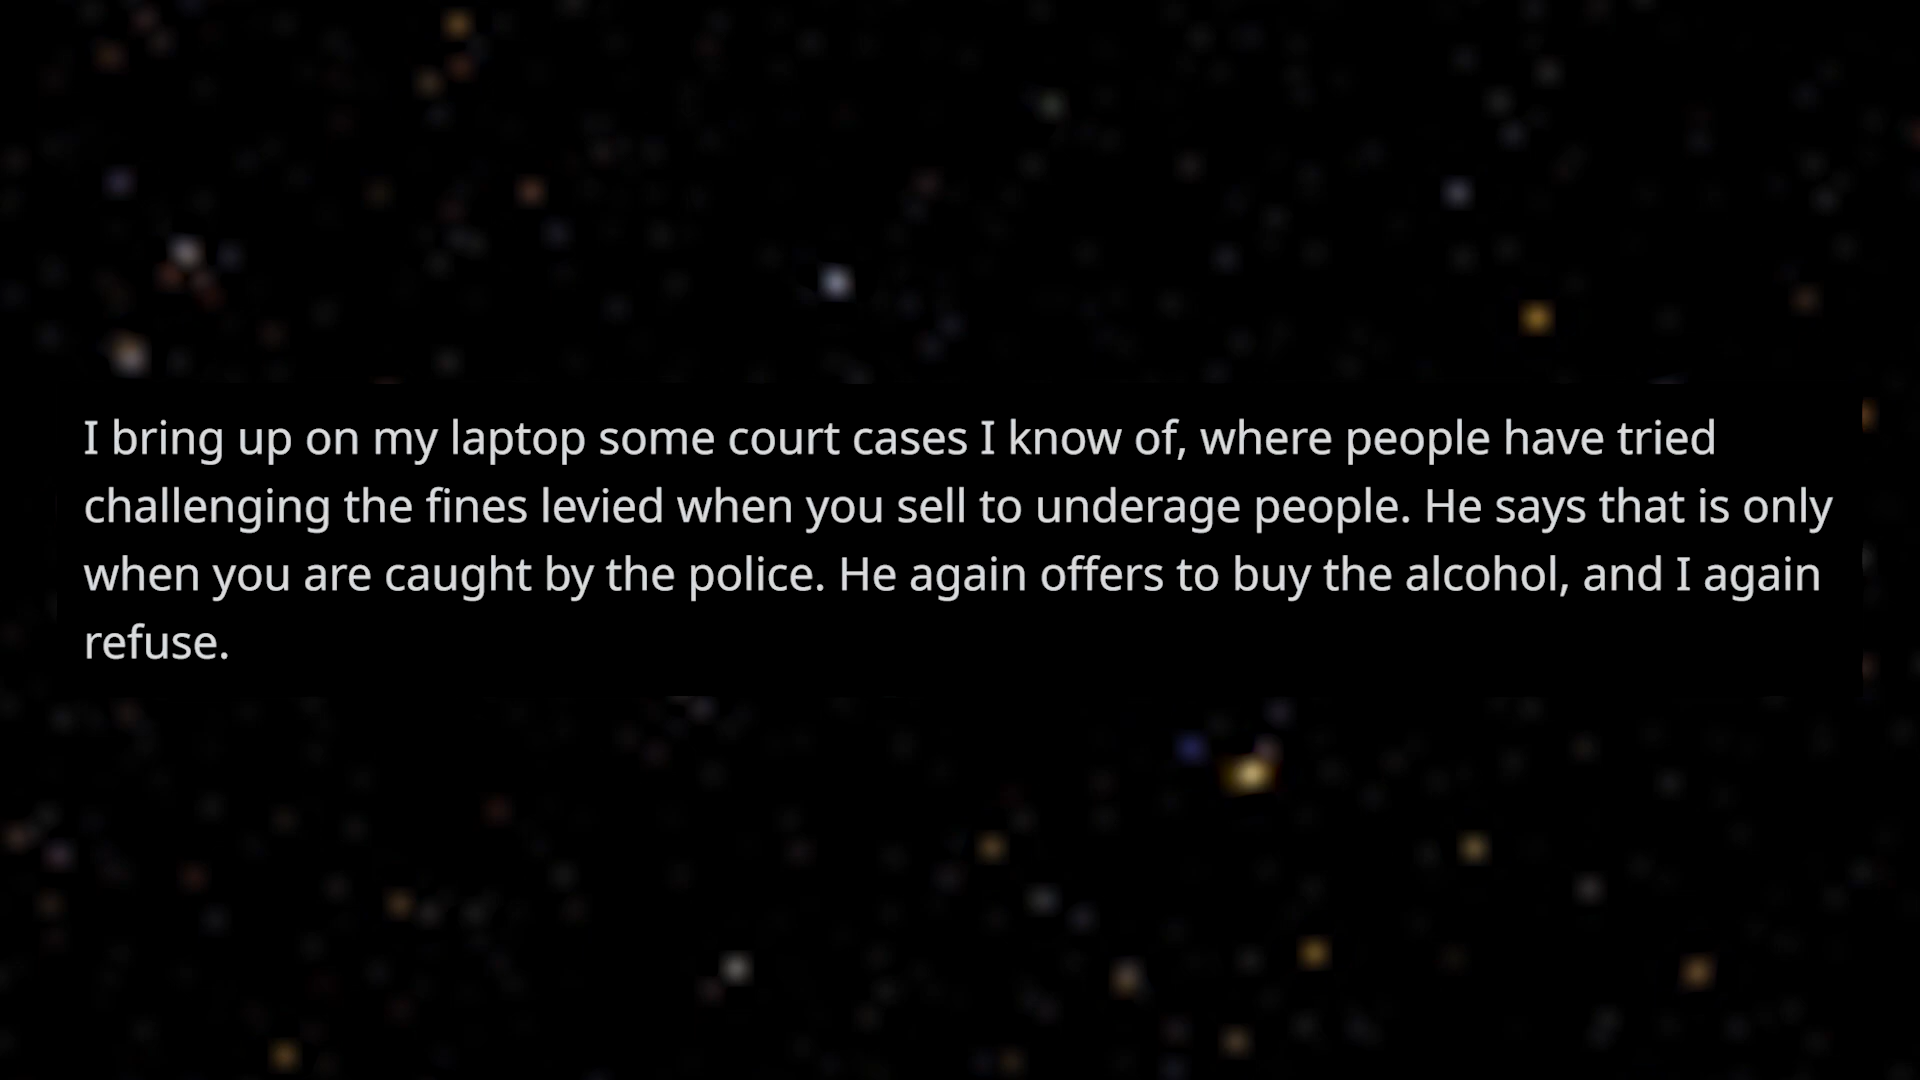 I bring up on my laptop some court cases I know of, where people have tried
challenging the fines levied when you sell to underage people. He says that is only
when you are caught by the police. He again offers to buy the alcohol, and I again
refuse.